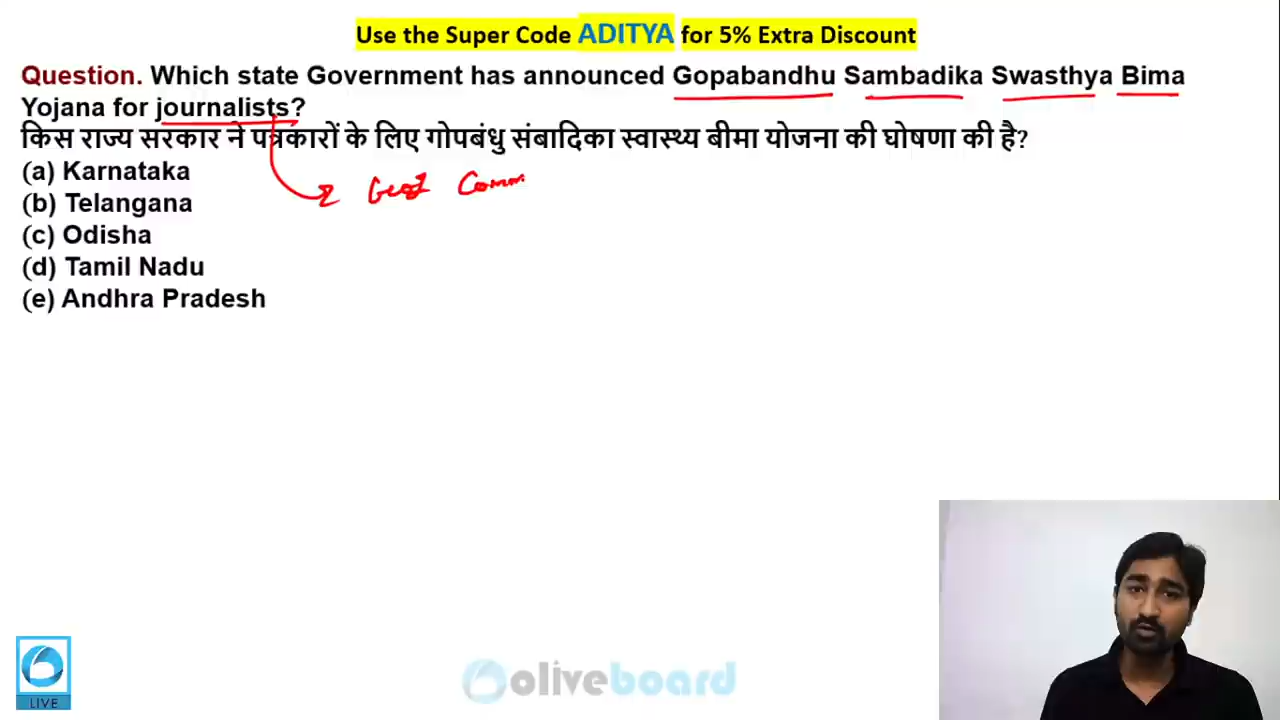 Use the Super Code ADITYA for 5% Extra Discount
Question. Which state Government has announced Gopabandhu Sambadika Swasthya Bima
Yojana for journalists?
किस राज्य सरकार ने पत्रकारों के लिए गोपबंधु संबादिका स्वास्थ्य बीमा योजना की घोषणा की है?
(a) Karnataka
(b) Telangana
(c) Odisha
(d) Tamil Nadu
(e) Andhra Pradesh
LIVE
oliveboard